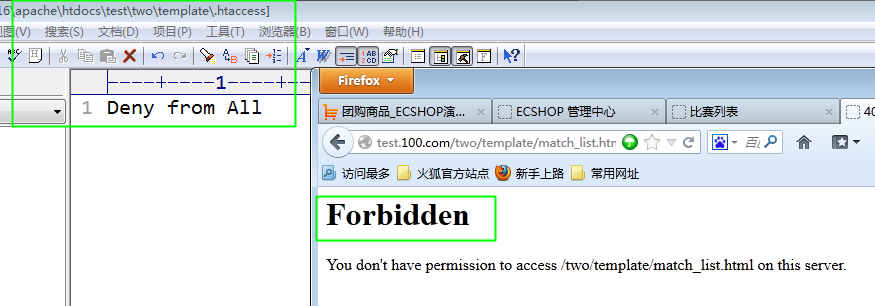 16\apache\htdocs\test\two\template\.htaccess]
视图(V) 搜索(S) 文档(D) 项目(P) 工具(T) 浏览器(B) 窗口(W) 帮助(H)
----+----1----+--
1 Deny from All
Firefox
团购商品_ECSHOP演... ECSHOP 管理中心 比赛列表 40
test.100.com/two/template/match_list.htm
访问最多 火狐官方站点 新手上路 常用网址
Forbidden
You don't have permission to access /two/template/match_list.html on this server.